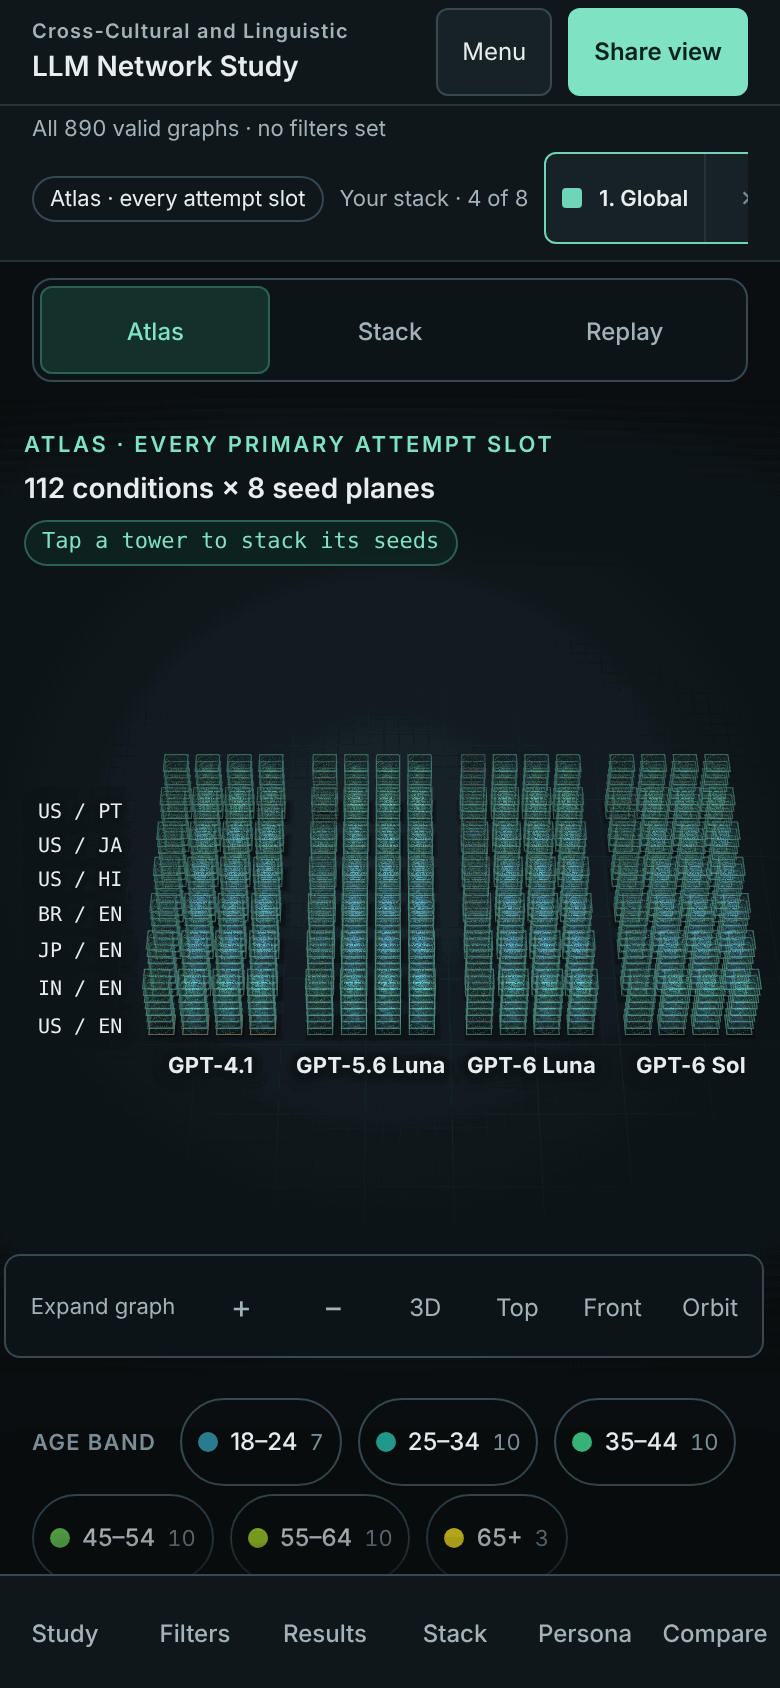 Cross-Cultural and Linguistic
LLM Network Study
Menu
Share view
All 890 valid graphs · no filters set
Atlas · every attempt slot
Your stack · 4 of 8
1. Global
Atlas
Stack
Replay
ATLAS · EVERY PRIMARY ATTEMPT SLOT
112 conditions × 8 seed planes
Tap a tower to stack its seeds
US / PT
US / JA
US / HI
BR / EN
JP / EN
IN / EN
US / EN
GPT-4.1
GPT-5.6 Luna
GPT-6 Luna
GPT-6 Sol
Expand graph
+
−
3D
Top
Front
Orbit
AGE BAND
18–24 7
25–34 10
35–44 10
45–54 10
55–64 10
65+ 3
Study
Filters
Results
Stack
Persona
Compare